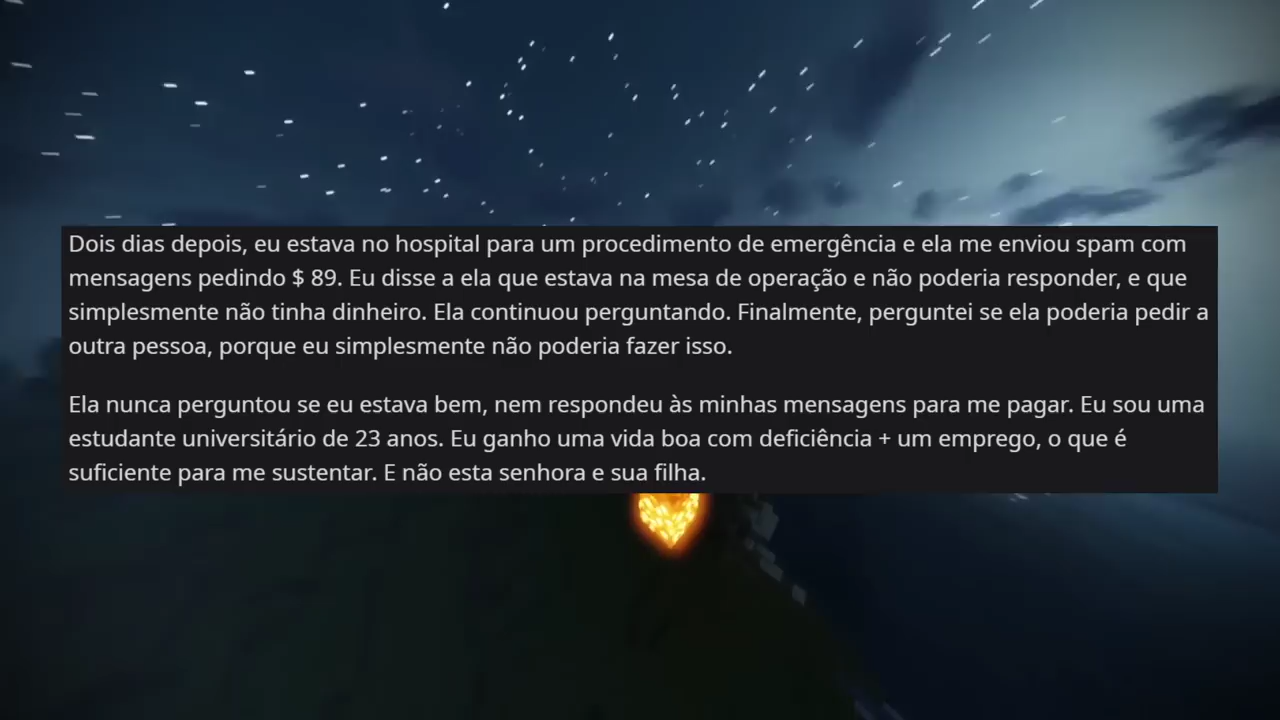 Dois dias depois, eu estava no hospital para um procedimento de emergência e ela me enviou spam com
mensagens pedindo $ 89. Eu disse a ela que estava na mesa de operação e não poderia responder, e que
simplesmente não tinha dinheiro. Ela continuou perguntando. Finalmente, perguntei se ela poderia pedir a
outra pessoa, porque eu simplesmente não poderia fazer isso.
Ela nunca perguntou se eu estava bem, nem respondeu às minhas mensagens para me pagar. Eu sou uma
estudante universitário de 23 anos. Eu ganho uma vida boa com deficiência + um emprego, o que é
suficiente para me sustentar. E não esta senhora e sua filha.